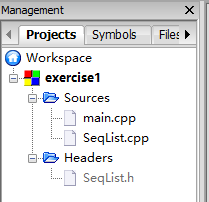 Management
Projects Symbols Files
Workspace
exercise1
Sources
main.cpp
SeqList.cpp
Headers
SeqList.h